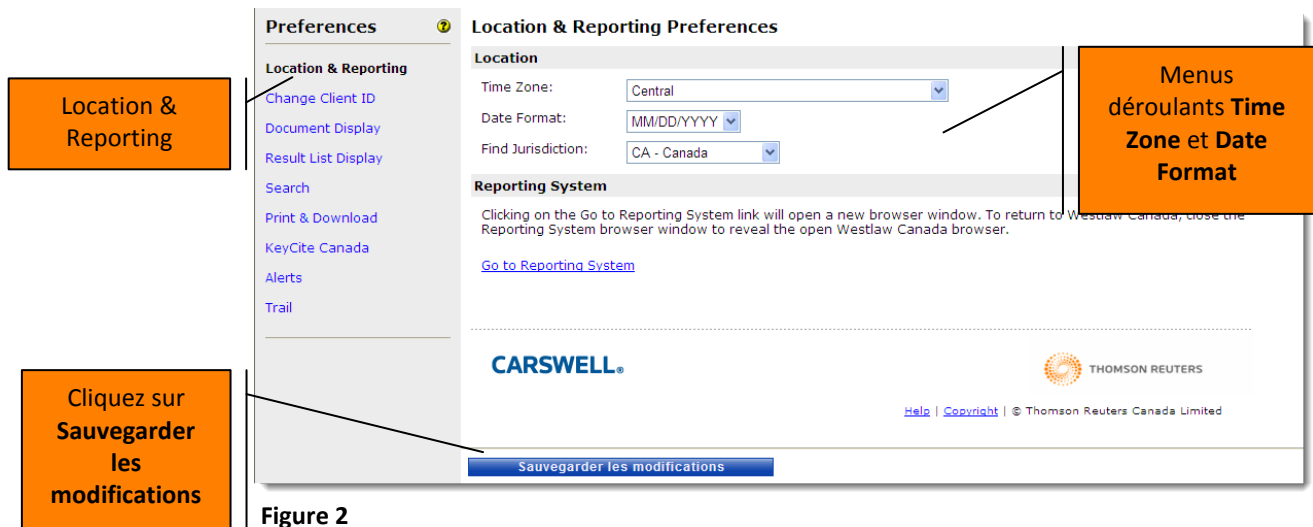 Preferences
Location & Reporting
Change Client ID
Document Display
Result List Display
Search
Print & Download
KeyCite Canada
Alerts
Trail
Location & Reporting Preferences
Location
Time Zone: Central
Date Format: MM/DD/YYYY
Find Jurisdiction: CA - Canada
Reporting System
Clicking on the Go to Reporting System link will open a new browser window. To return to Westlaw Canada, close the
Reporting System browser window to reveal the open Westlaw Canada browser.
Go to Reporting System
CARSWELL®
THOMSON REUTERS
Help | Copyright | © Thomson Reuters Canada Limited
Sauvegarder les modifications
Location &
Reporting
Menus
déroulants Time
Zone et Date
Format
Cliquez sur
Sauvegarder
les
modifications
Figure 2